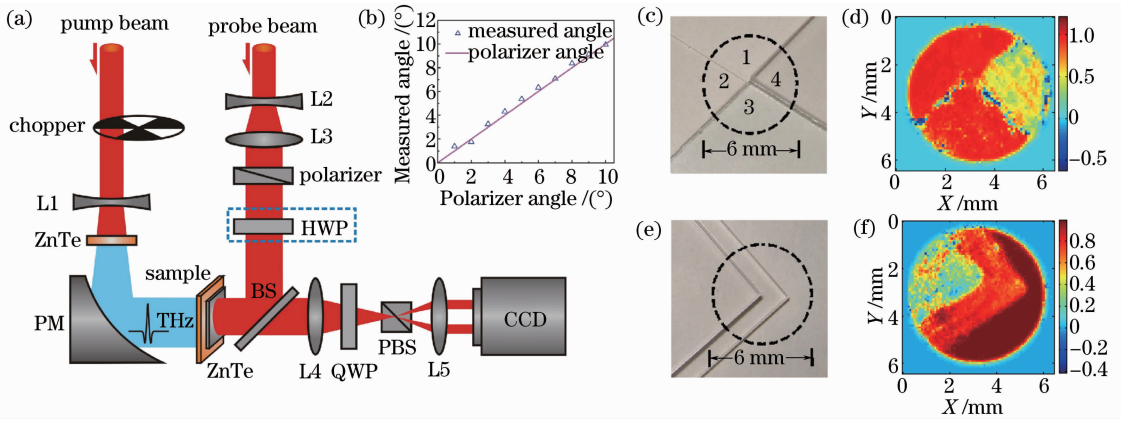 (a)
pump beam
probe beam
L2
chopper
L3
polarizer
L1
ZnTe
HWP
sample
BS
PM
THz
CCD
ZnTe
L4
QWP
PBS
L5
(b)
measured angle
polarizer angle
Measured angle /(°)
12
10
8
6
4
2
0
0 2 4 6 8 10
Polarizer angle /(°)
(c)
1
2
4
3
6 mm
(d)
0
2
4
6
Y /mm
0 2 4 6
X /mm
1.0
0.5
0
−0.5
(e)
6 mm
(f)
0
2
4
6
Y /mm
0 2 4 6
X /mm
0.8
0.6
0.4
0.2
0
−0.2
−0.4